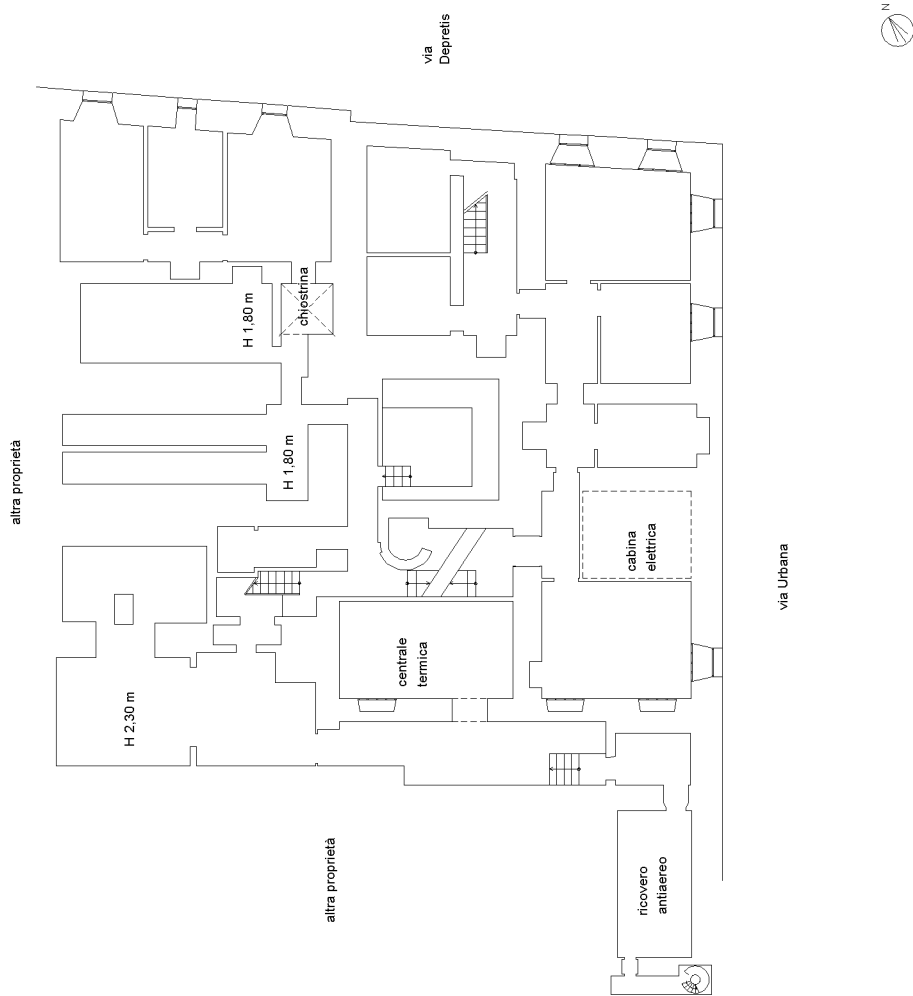 N
via
Depretis
chiostrina
H 1,80 m
H 1,80 m
altra proprietà
cabina
elettrica
via Urbana
centrale
termica
H 2,30 m
altra proprietà
ricovero
antiaereo